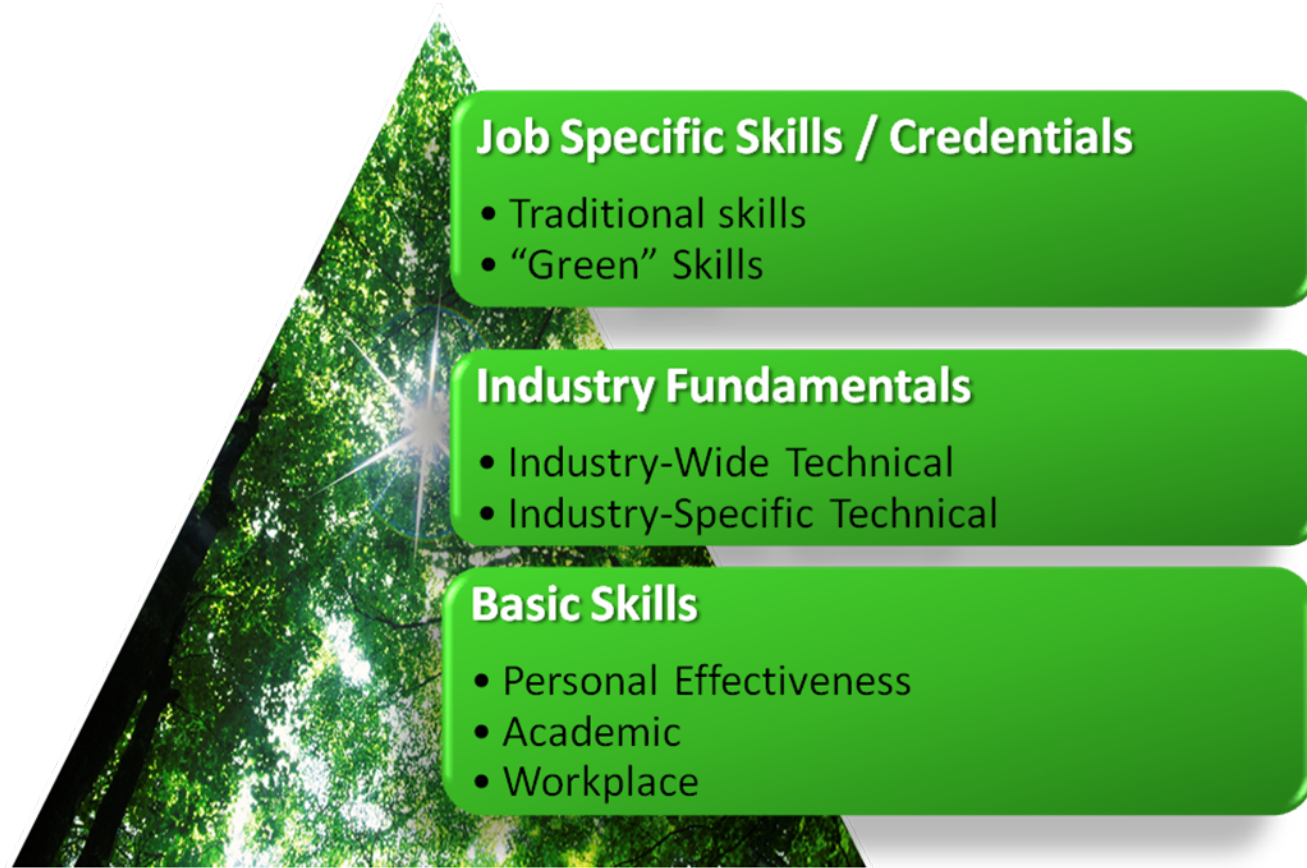 Job Specific Skills / Credentials
• Traditional skills
• “Green” Skills
Industry Fundamentals
• Industry-Wide Technical
• Industry-Specific Technical
Basic Skills
• Personal Effectiveness
• Academic
• Workplace